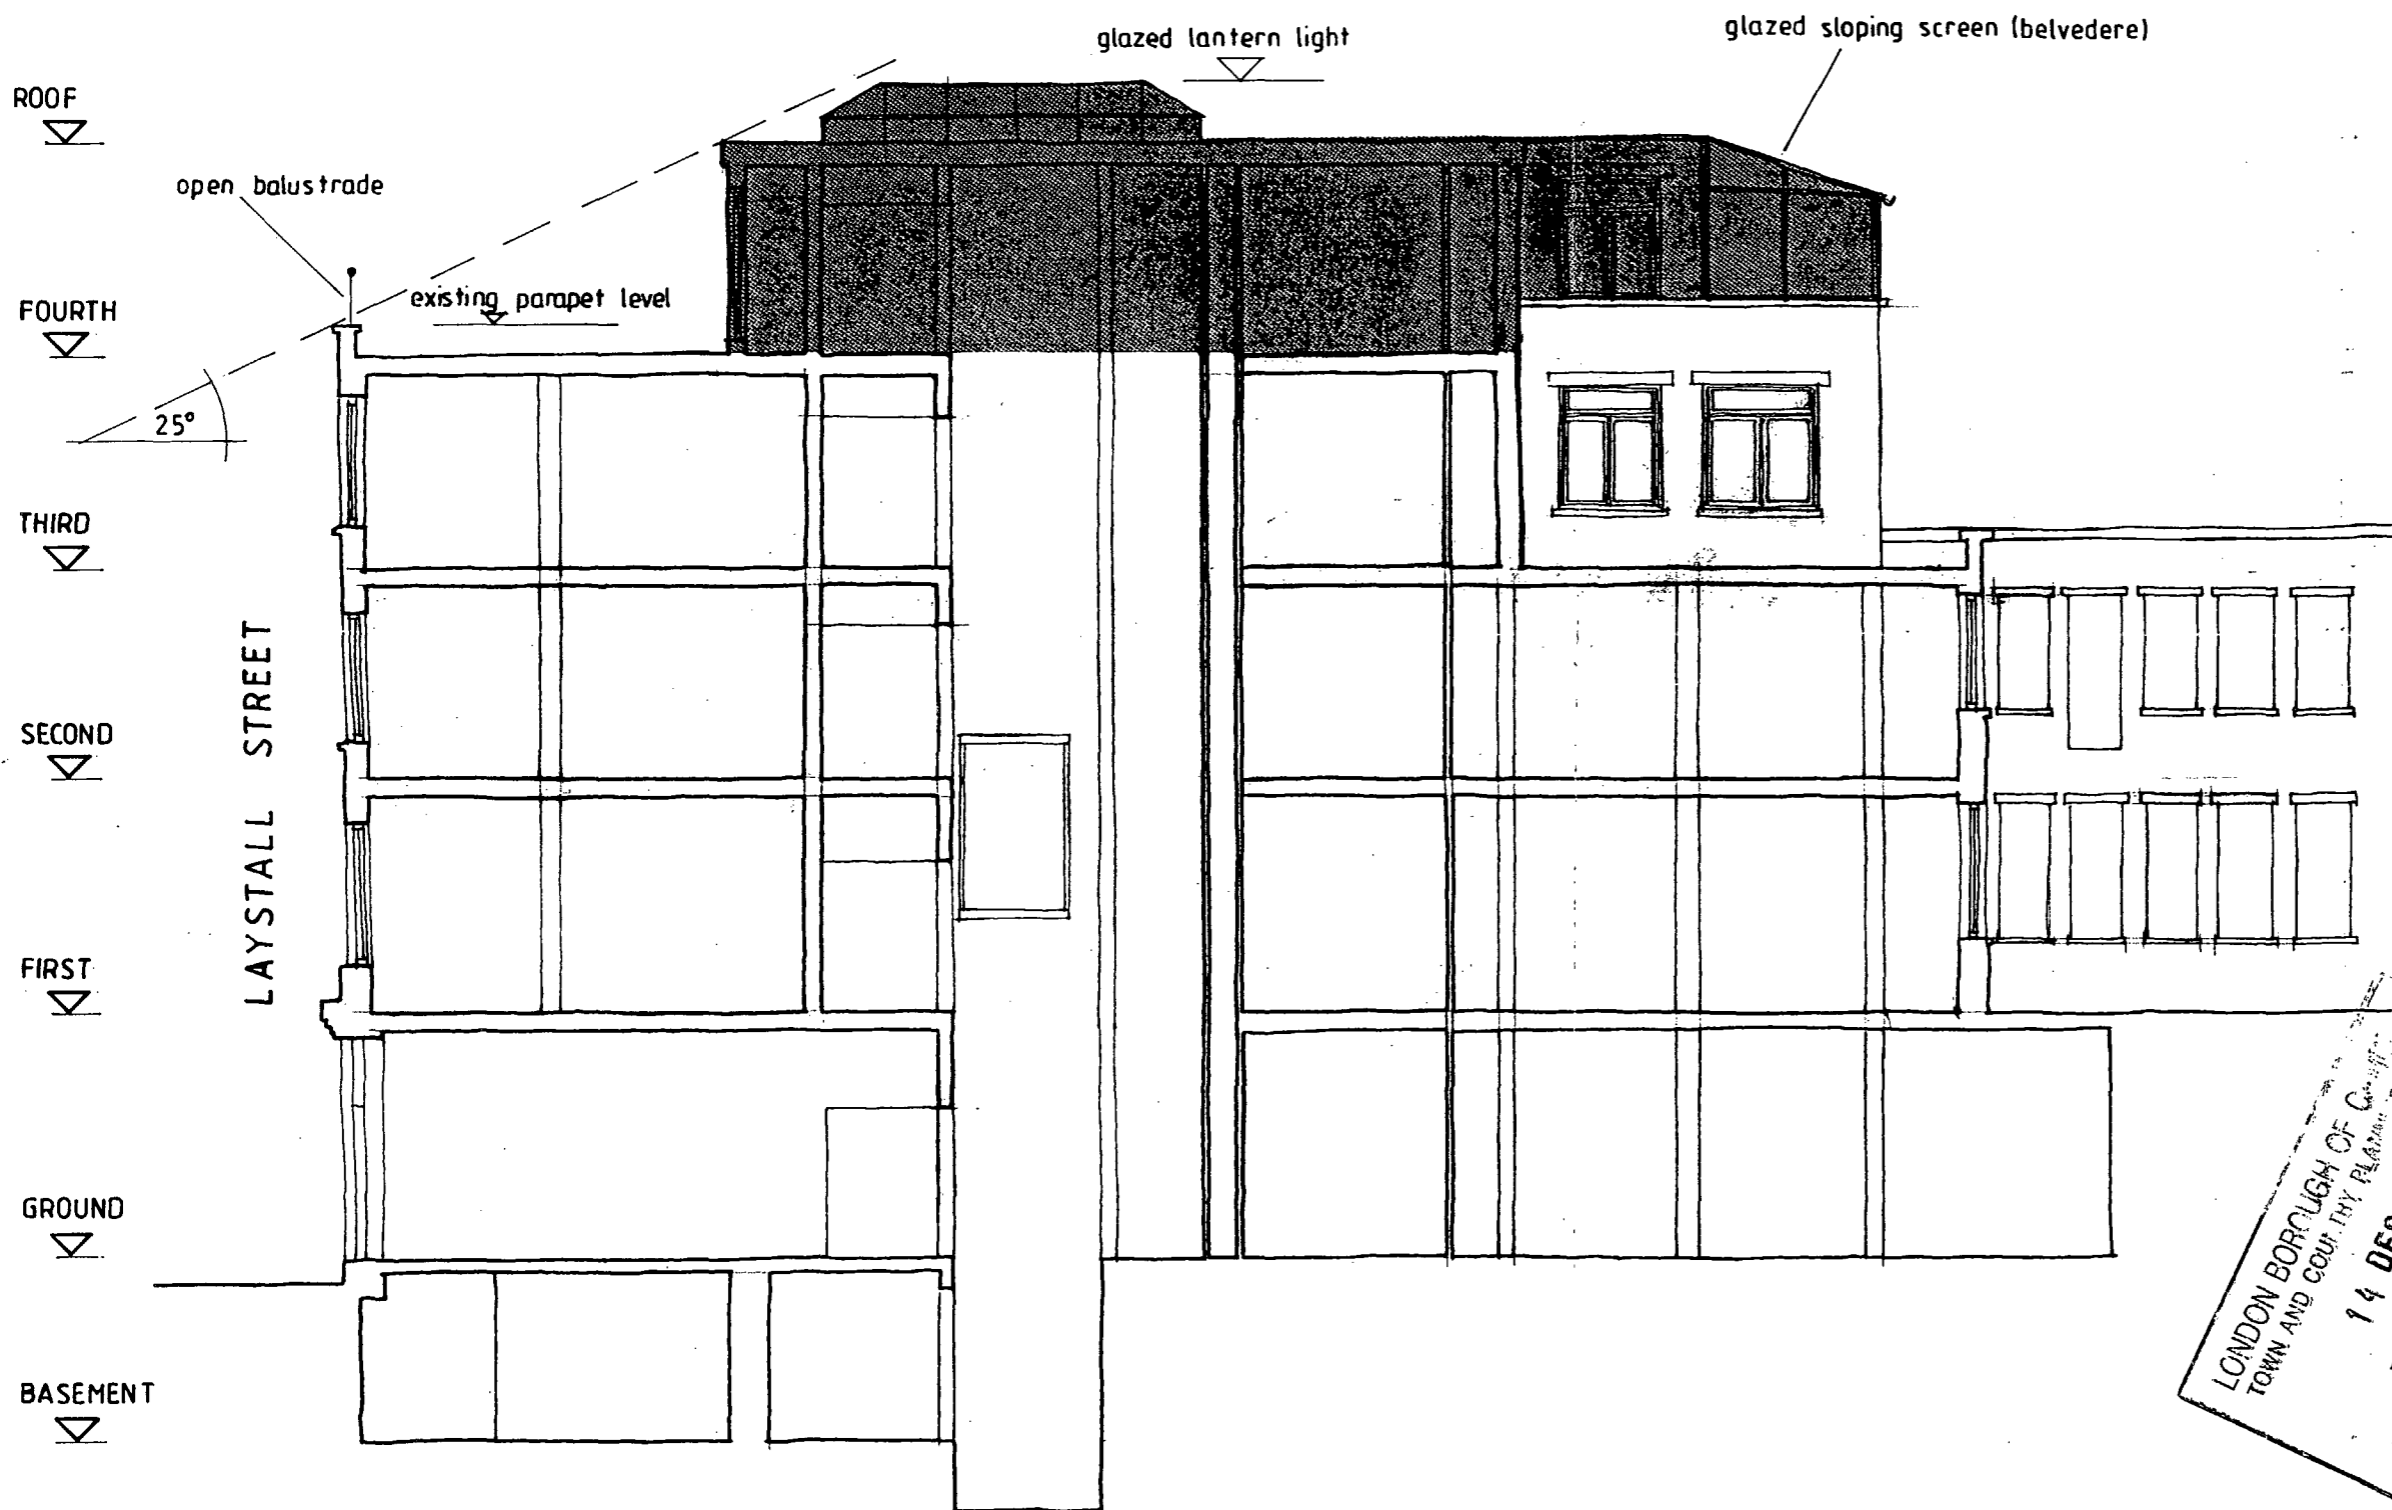 glazed lantern light
glazed sloping screen (belvedere)
ROOF
open balustrade
existing parapet level
FOURTH
25°
THIRD
LAYSTALL STREET
SECOND
FIRST
GROUND
BASEMENT
LONDON BOROUGH OF
TOWN AND COUNTRY
14 DEC